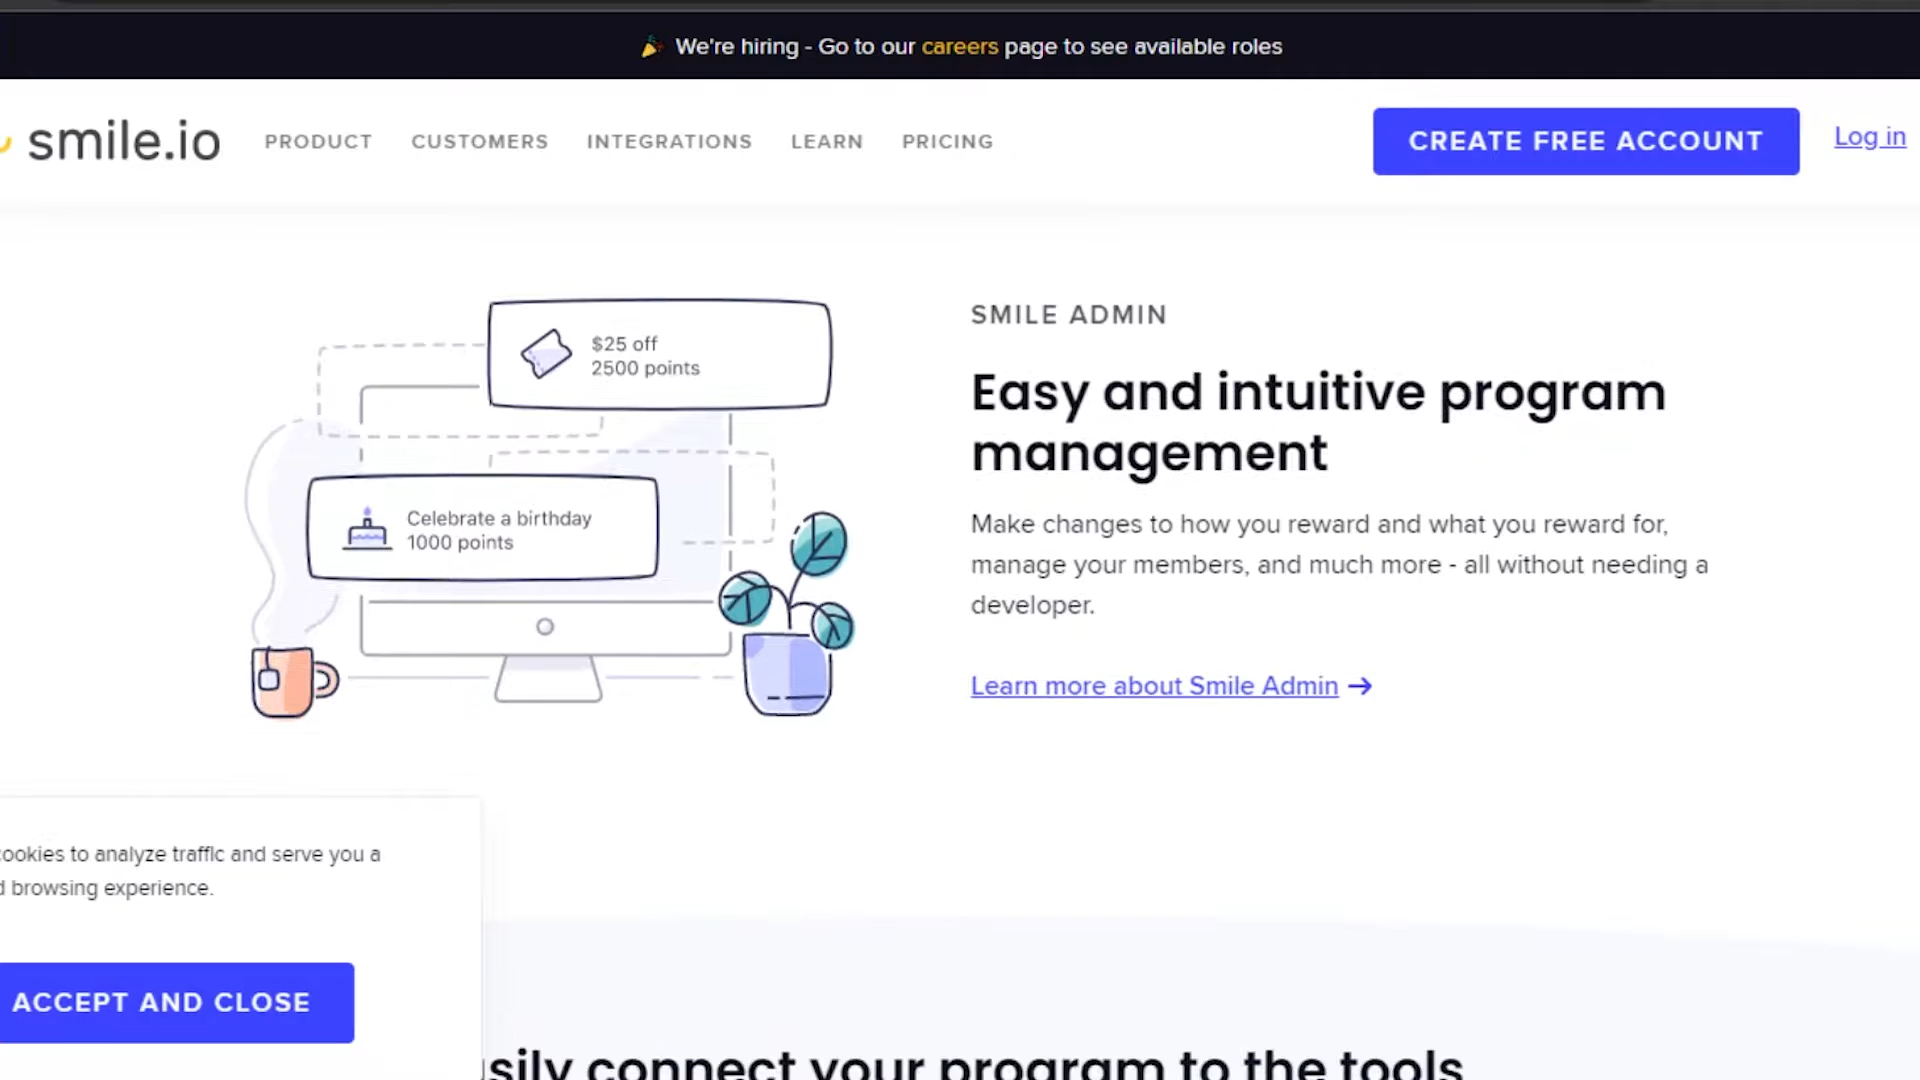 We're hiring - Go to our careers page to see available roles
smile.io
PRODUCT CUSTOMERS INTEGRATIONS LEARN PRICING
CREATE FREE ACCOUNT
Log in
$25 off
2500 points
Celebrate a birthday
1000 points
SMILE ADMIN
Easy and intuitive program
management
Make changes to how you reward and what you reward for,
manage your members, and much more - all without needing a
developer.
Learn more about Smile Admin →
cookies to analyze traffic and serve you a
browsing experience.
ACCEPT AND CLOSE
connect your program to the tools